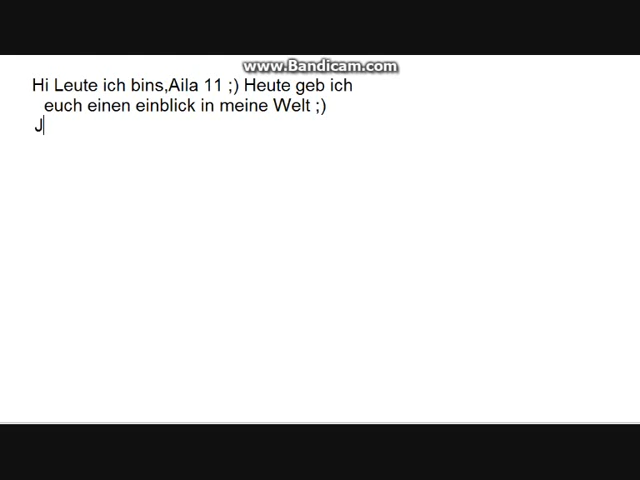 www.Bandicam.com
Hi Leute ich bins,Aila 11 ;) Heute geb ich
euch einen einblick in meine Welt ;)
J